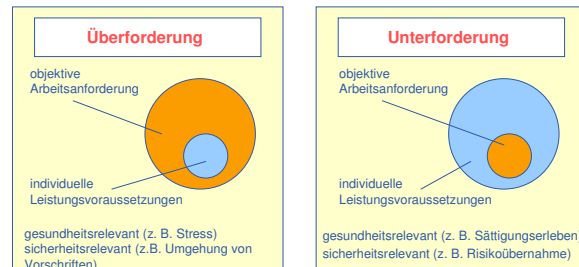 Überforderung
objektive
Arbeitsanforderung
individuelle
Leistungsvoraussetzungen
gesundheitsrelevant (z. B. Stress)
sicherheitsrelevant (z.B. Umgehung von
Vorschriften)
Unterforderung
objektive
Arbeitsanforderung
individuelle
Leistungsvoraussetzungen
gesundheitsrelevant (z. B. Sättigungserleben)
sicherheitsrelevant (z. B. Risikoübernahme)